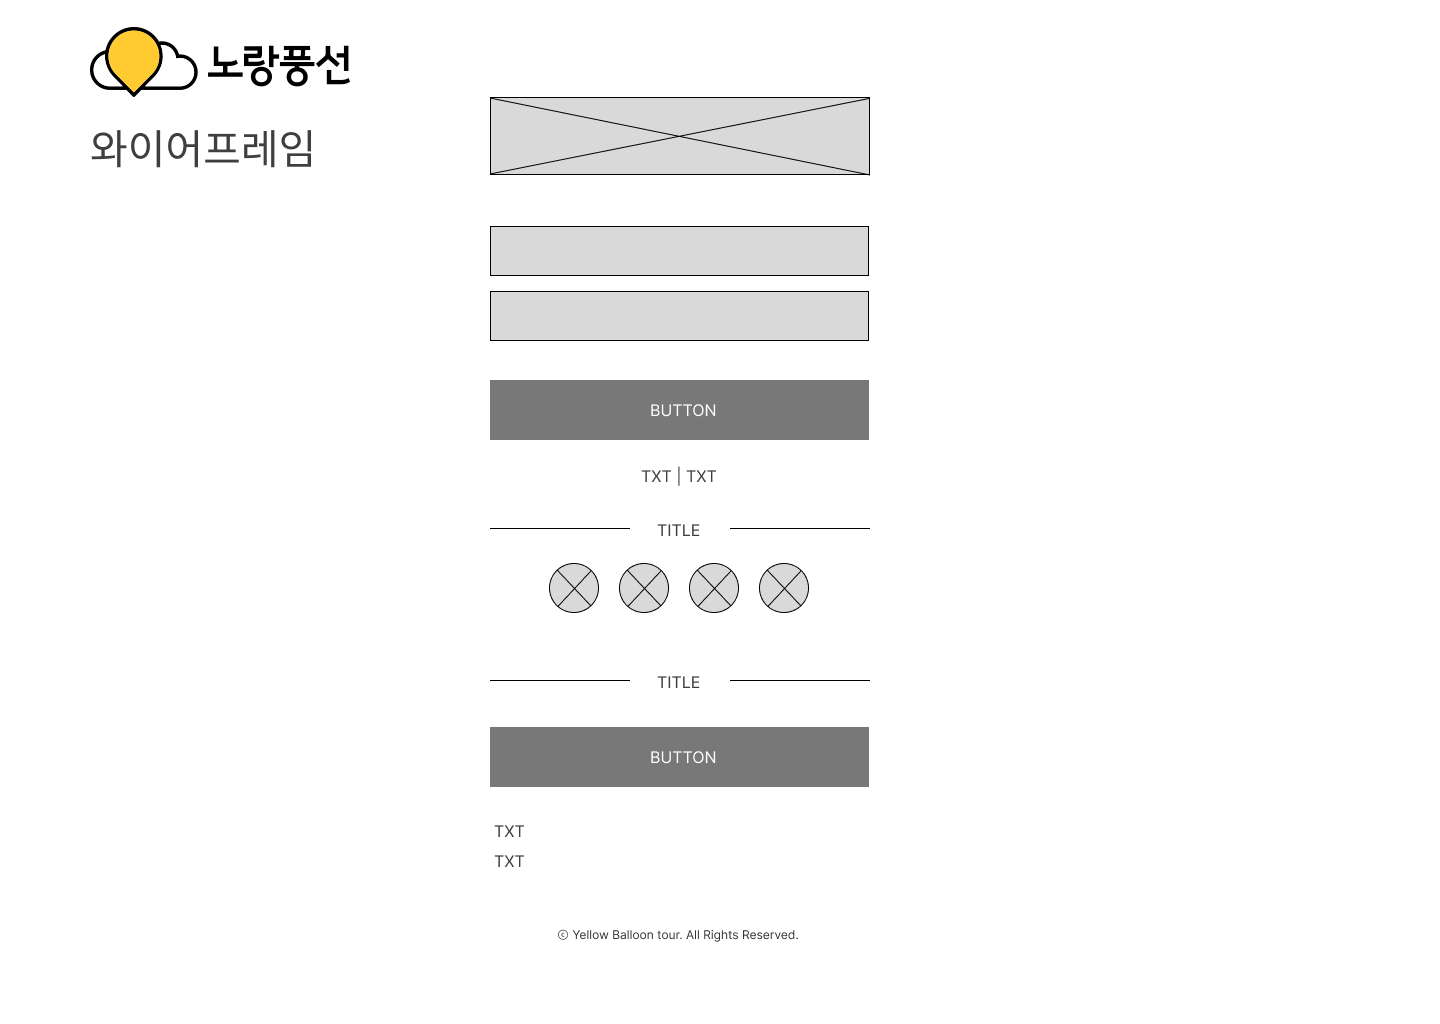 노랑풍선
와이어프레임
BUTTON
TXT | TXT
TITLE
TITLE
BUTTON
TXT
TXT
ⓒ Yellow Balloon tour. All Rights Reserved.